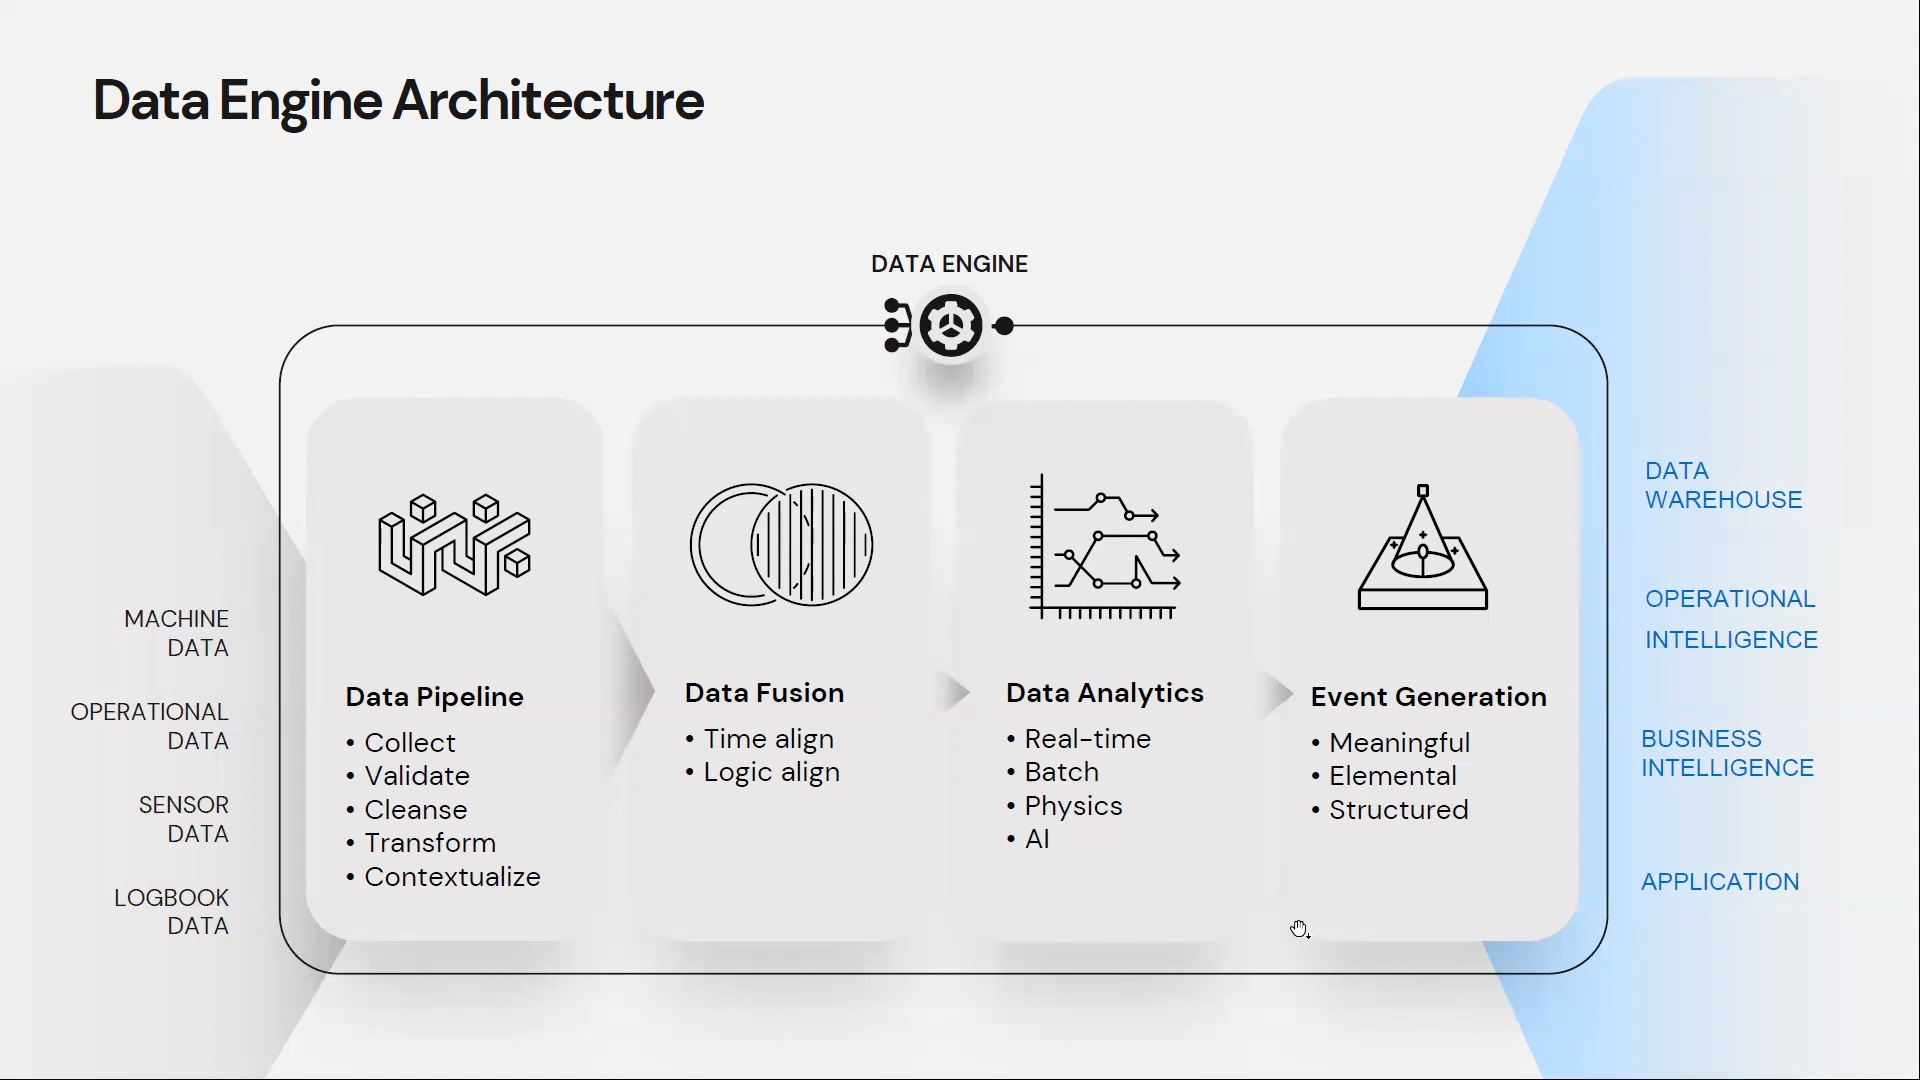 Data Engine Architecture
DATA ENGINE
MACHINE
DATA
OPERATIONAL
DATA
SENSOR
DATA
LOGBOOK
DATA
Data Pipeline
• Collect
• Validate
• Cleanse
• Transform
• Contextualize
Data Fusion
• Time align
• Logic align
Data Analytics
• Real-time
• Batch
• Physics
• AI
Event Generation
• Meaningful
• Elemental
• Structured
DATA
WAREHOUSE
OPERATIONAL
INTELLIGENCE
BUSINESS
INTELLIGENCE
APPLICATION